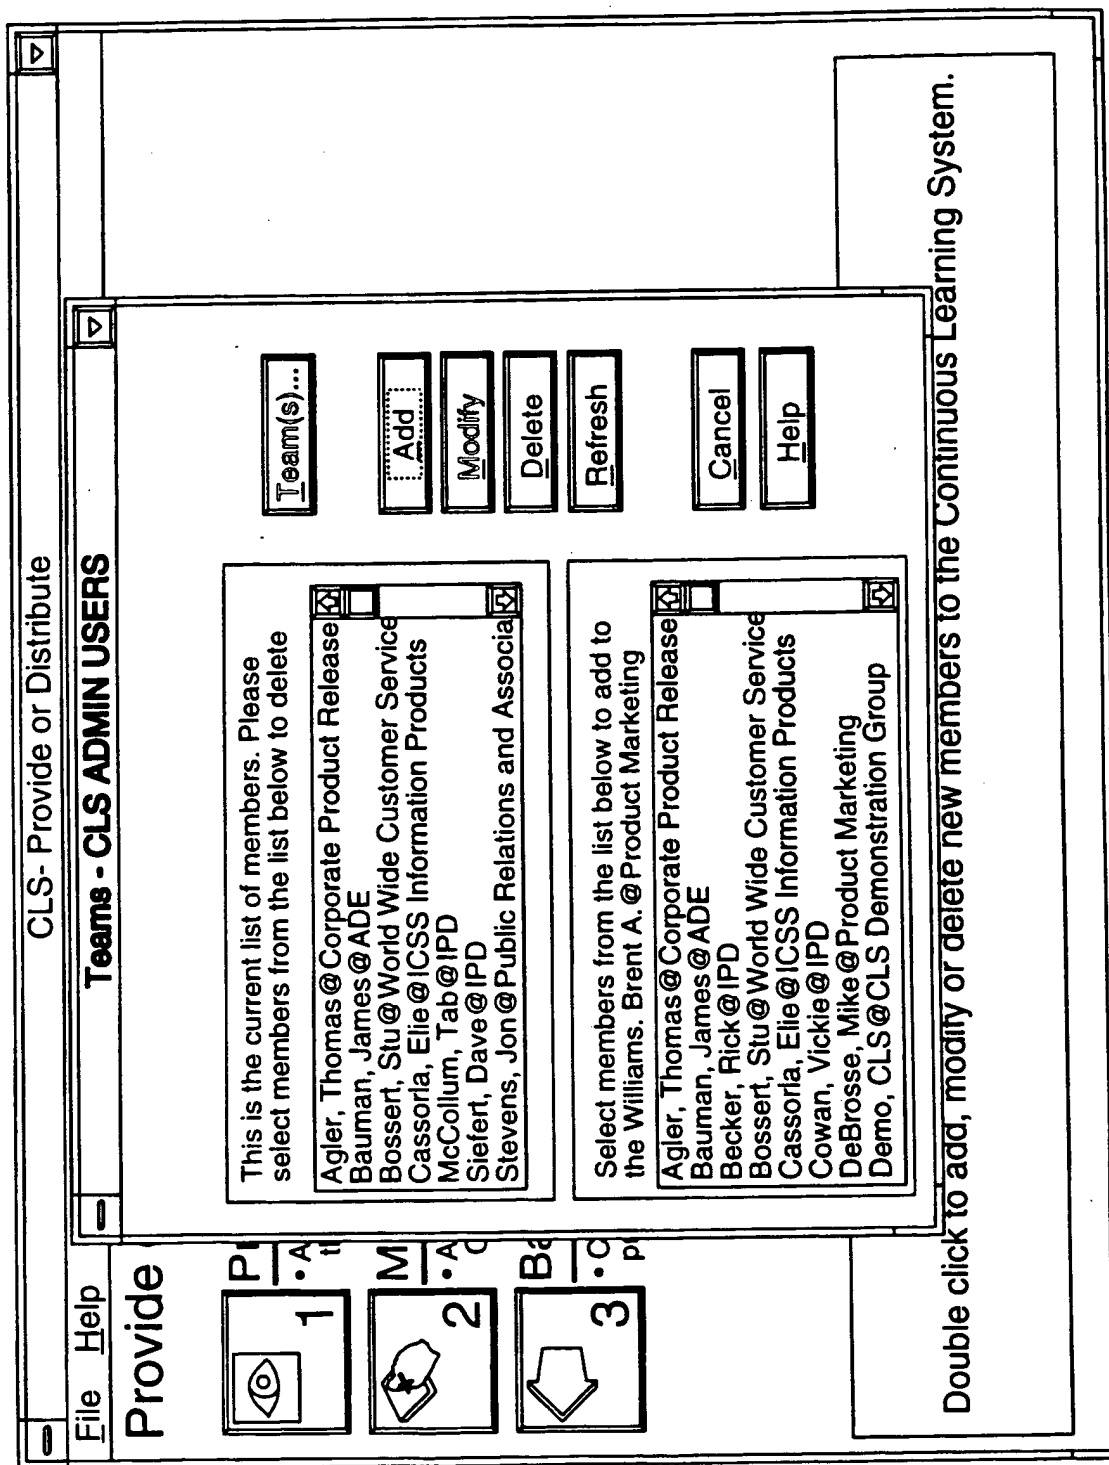 CLS- Provide or Distribute
File Help
Teams - CLS ADMIN USERS
Provide
This is the current list of members. Please
select members from the list below to delete
Agler, Thomas@Corporate Product Release
Bauman, James@ADE
Bossert, Stu@World Wide Customer Service
Cassorla, Elie@ICSS Information Products
McCollum, Tab@IPD
Siefert, Dave@IPD
Stevens, Jon@Public Relations and Associa
Select members from the list below to add to
the Williams. Brent A.@Product Marketing
Agler, Thomas@Corporate Product Release
Bauman, James@ADE
Becker, Rick@IPD
Bossert, Stu@World Wide Customer Service
Cassorla, Elie@ICSS Information Products
Cowan, Vickie@IPD
DeBrosse, Mike@Product Marketing
Demo, CLS@CLS Demonstration Group
Team(s)...
Add
Modify
Delete
Refresh
Cancel
Help
1
2
3
Ba
Double click to add, modify or delete new members to the Continuous Learning System.